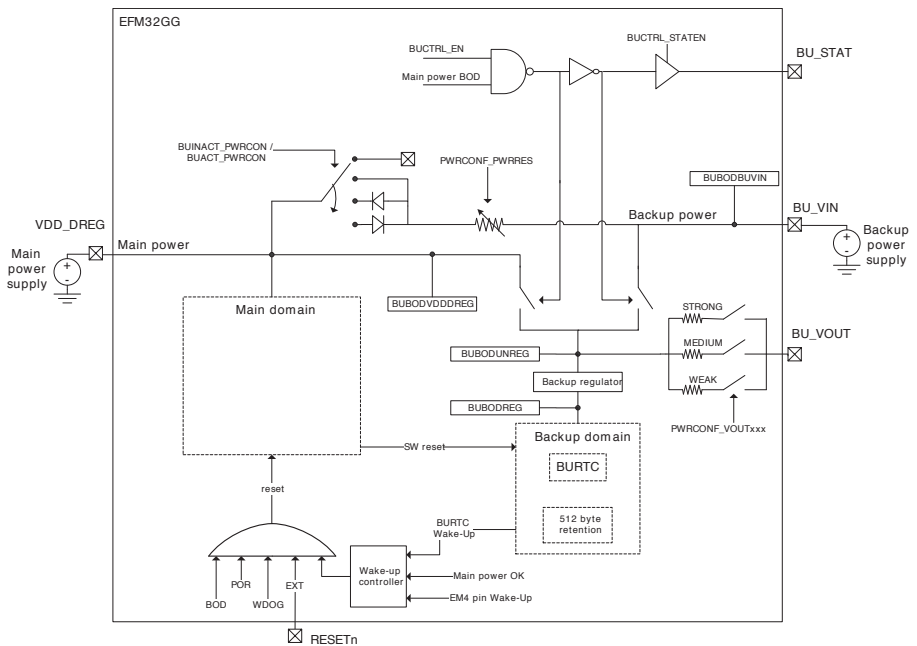 EFM32GG
BUCTRL_EN
Main power BOD
BUCTRL_STATEN
BU_STAT
BUINACT_PWRCON /
BUACT_PWRCON
PWRCONF_PWRRES
BUBODBUVIN
VDD_DREG
Main power
Backup power
BU_VIN
Main
power
supply
+
-
Backup
power
supply
+
-
BUBODVDDDREG
Main domain
STRONG
MEDIUM
WEAK
BU_VOUT
PWRCONF_VOUTxxx
BUBODUNREG
Backup regulator
BUBODREG
SW reset
Backup domain
BURTC
512 byte
retention
reset
BURTC
Wake-Up
Wake-up
controller
Main power OK
EM4 pin Wake-Up
BOD
POR
WDOG
EXT
RESETn